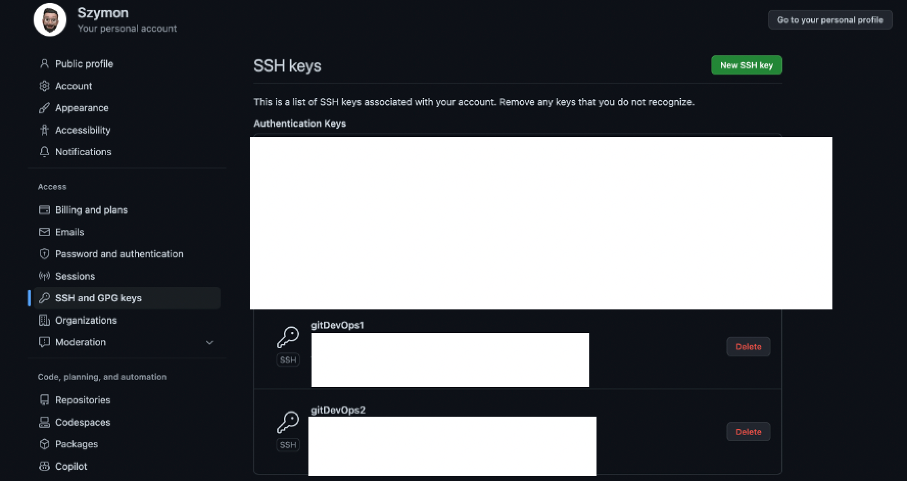 Szymon
Your personal account
Go to your personal profile
Public profile
Account
Appearance
Accessibility
Notifications
Access
Billing and plans
Emails
Password and authentication
Sessions
SSH and GPG keys
Organizations
Moderation
Code, planning, and automation
Repositories
Codespaces
Packages
Copilot
SSH keys
New SSH key
This is a list of SSH keys associated with your account. Remove any keys that you do not recognize.
Authentication Keys
gitDevOps1
SSH
Delete
gitDevOps2
SSH
Delete